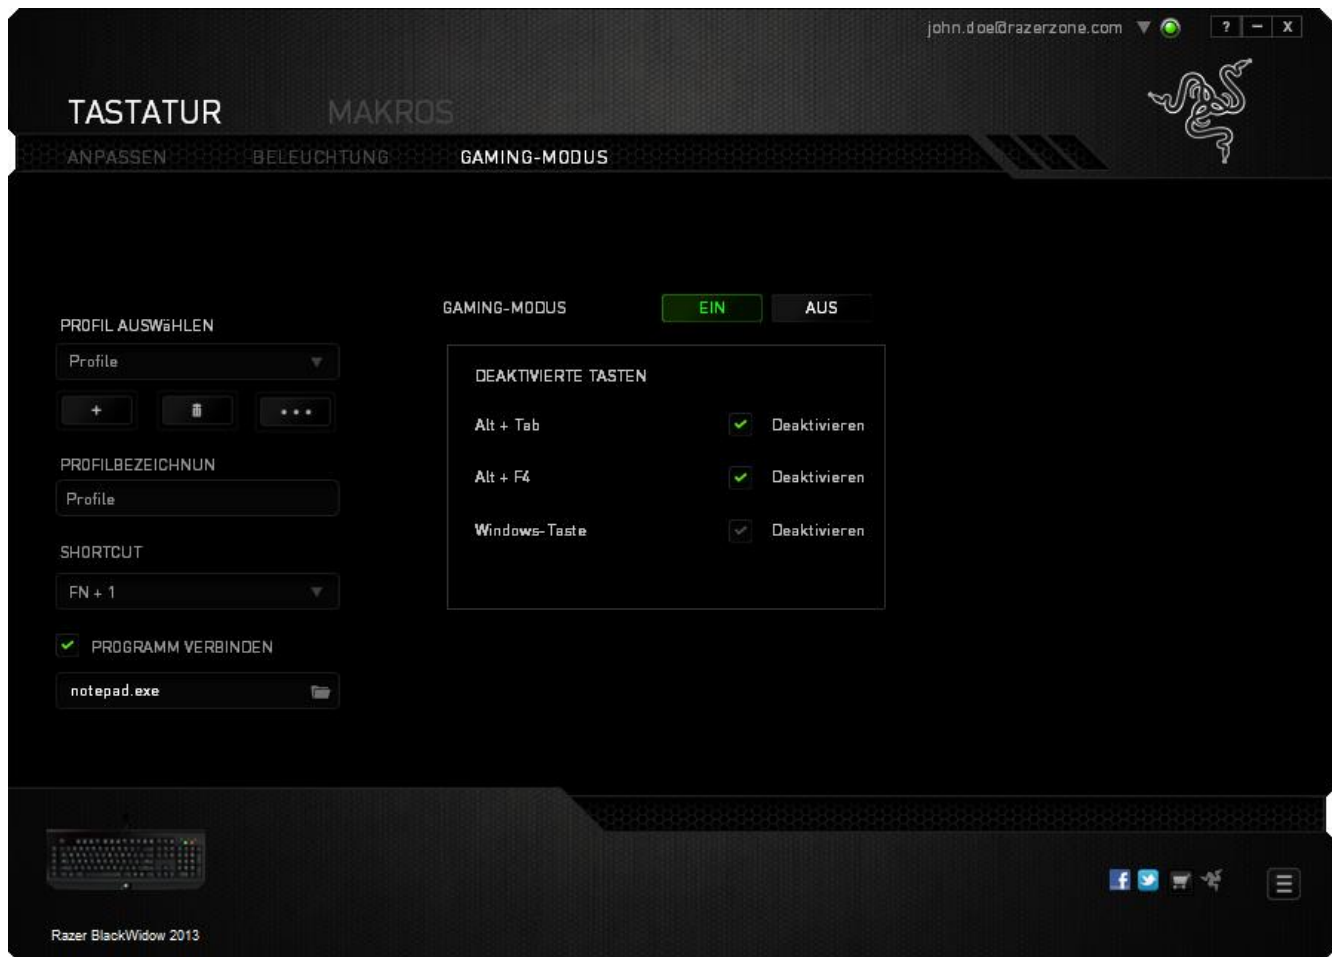 john.doe@razerzone.com
? – X
TASTATUR MAKROS
ANPASSEN BELEUCHTUNG GAMING-MODUS
GAMING-MODUS EIN AUS
PROFIL AUSWäHLEN
Profile
+ •••
PROFILBEZEICHNUN
Profile
SHORTCUT
FN + 1
PROGRAMM VERBINDEN
notepad.exe
DEAKTIVIERTE TASTEN
Alt + Tab Deaktivieren
Alt + F4 Deaktivieren
Windows-Taste Deaktivieren
Razer BlackWidow 2013